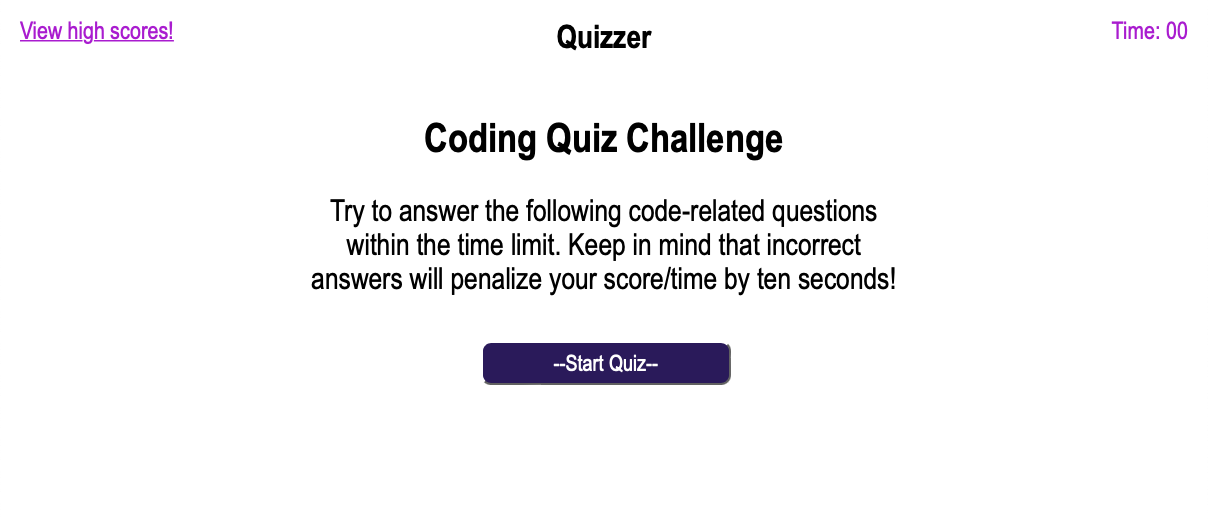 View high scores!
Quizzer
Time: 00
Coding Quiz Challenge
Try to answer the following code-related questions
within the time limit. Keep in mind that incorrect
answers will penalize your score/time by ten seconds!
--Start Quiz--